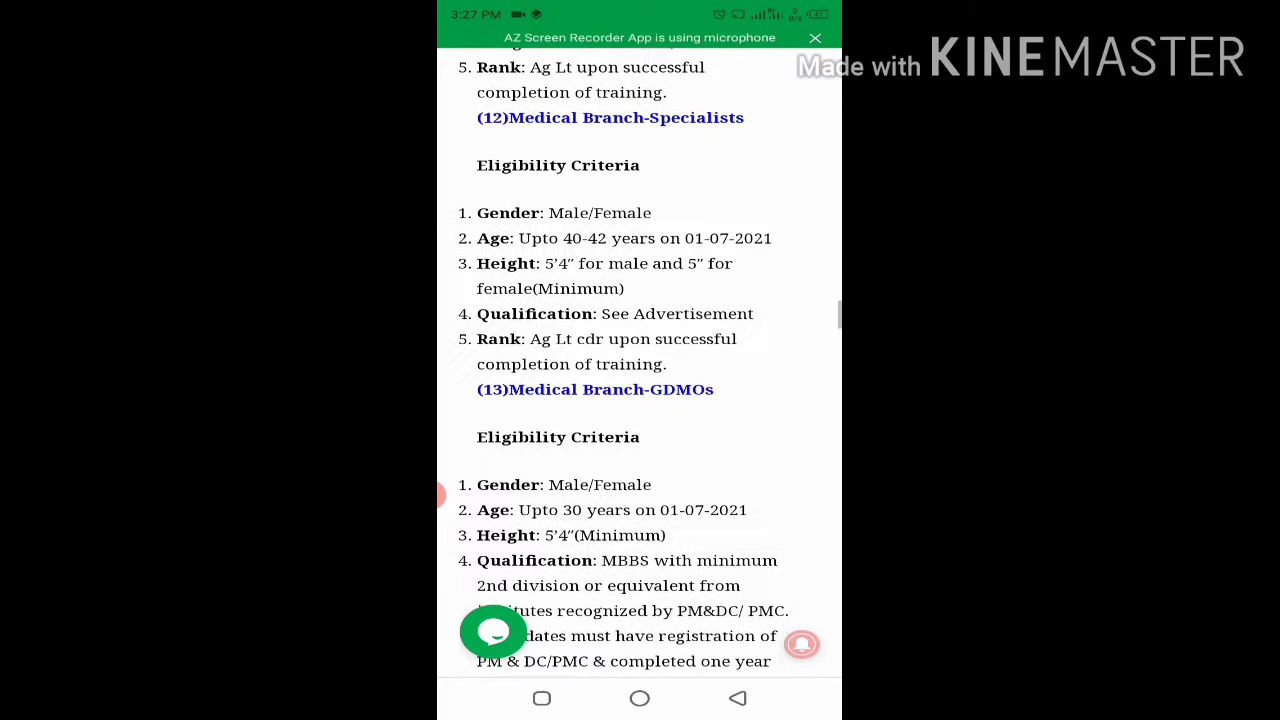 3:27 PM
AZ Screen Recorder App is using microphone
Made with KINEMASTER
5. Rank: Ag Lt upon successful
completion of training.
(12)Medical Branch-Specialists
Eligibility Criteria
1. Gender: Male/Female
2. Age: Upto 40-42 years on 01-07-2021
3. Height: 5’4″ for male and 5″ for
female(Minimum)
4. Qualification: See Advertisement
5. Rank: Ag Lt cdr upon successful
completion of training.
(13)Medical Branch-GDMOs
Eligibility Criteria
1. Gender: Male/Female
2. Age: Upto 30 years on 01-07-2021
3. Height: 5’4″(Minimum)
4. Qualification: MBBS with minimum
2nd division or equivalent from
recognized by PM&DC/ PMC.
must have registration of
PM & DC/PMC & completed one year